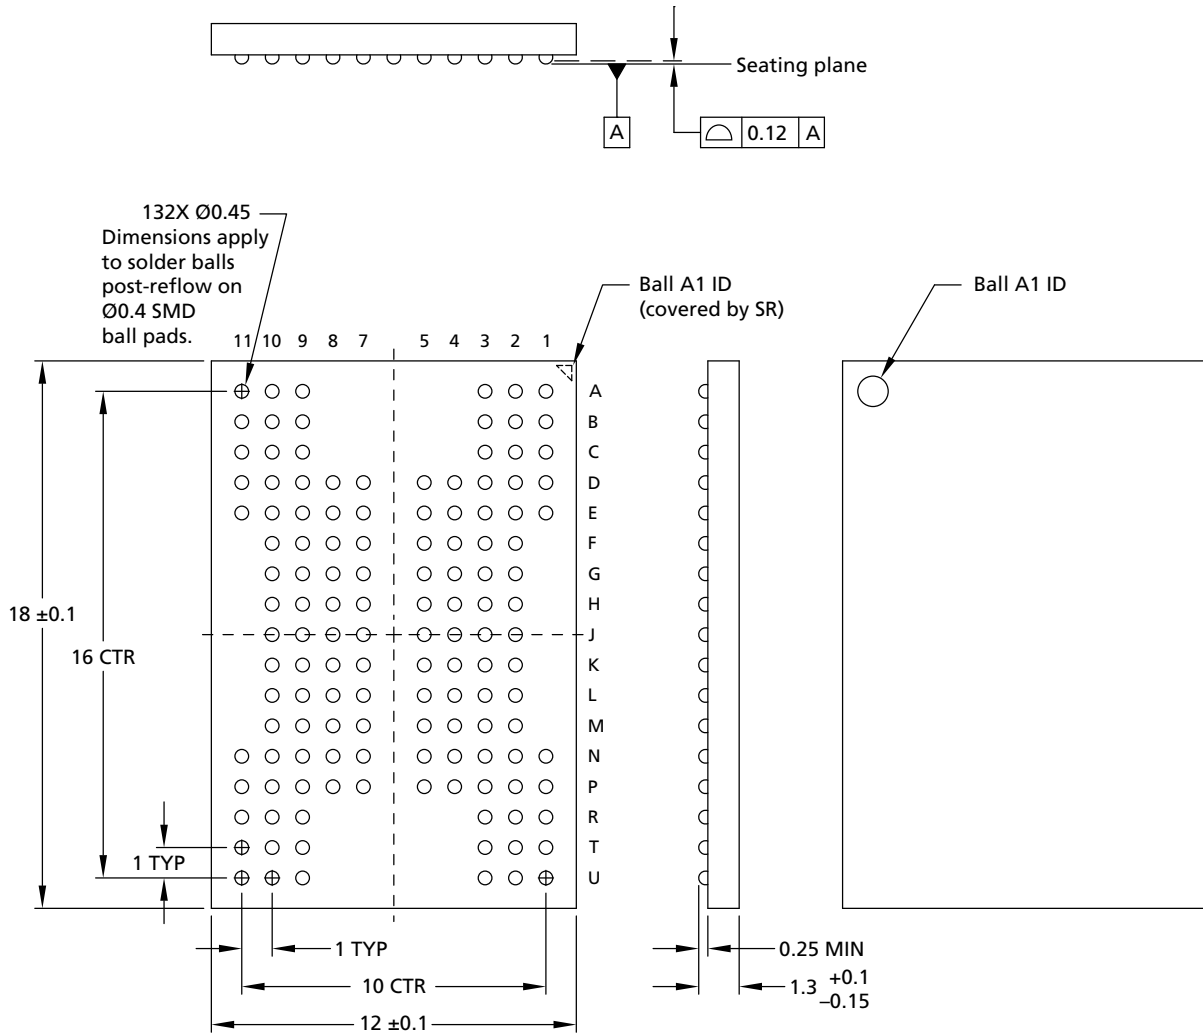 Seating plane
A
0.12 A
132X Ø0.45
Dimensions apply
to solder balls
post-reflow on
Ø0.4 SMD
ball pads.
Ball A1 ID
(covered by SR)
Ball A1 ID
11 10 9 8 7 5 4 3 2 1
A
B
C
D
E
F
G
H
18 ±0.1
J
16 CTR
K
L
M
N
P
R
T
1 TYP
U
1 TYP
0.25 MIN
10 CTR
1.3 +0.1
–0.15
12 ±0.1